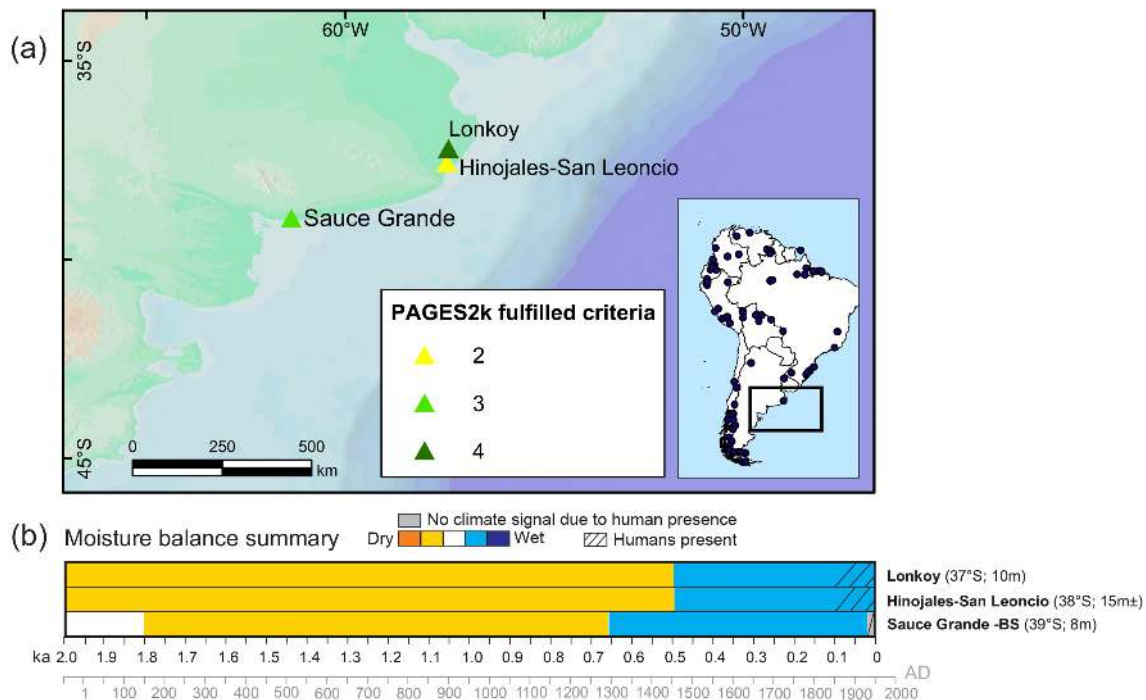 (a)
60°W 50°W
35°S
Lonkoy
Hinojales-San Leoncio
Sauce Grande
PAGES2k fulfilled criteria
2
3
4
0 250 500
km
45°S
(b) Moisture balance summary
No climate signal due to human presence
Dry Wet Humans present
Lonkoy (37°S; 10m)
Hinojales-San Leoncio (38°S; 15m±)
Sauce Grande -BS (39°S; 8m)
ka 2.0 1.8 1.7 1.6 1.5 1.4 1.3 1.2 1.1 1.0 0.9 0.8 0.7 0.6 0.5 0.4 0.3 0.2 0.1 0
AD
1 100 200 300 400 500 600 700 800 900 1000 1100 1200 1300 1400 1500 1600 1700 1800 1900 2000